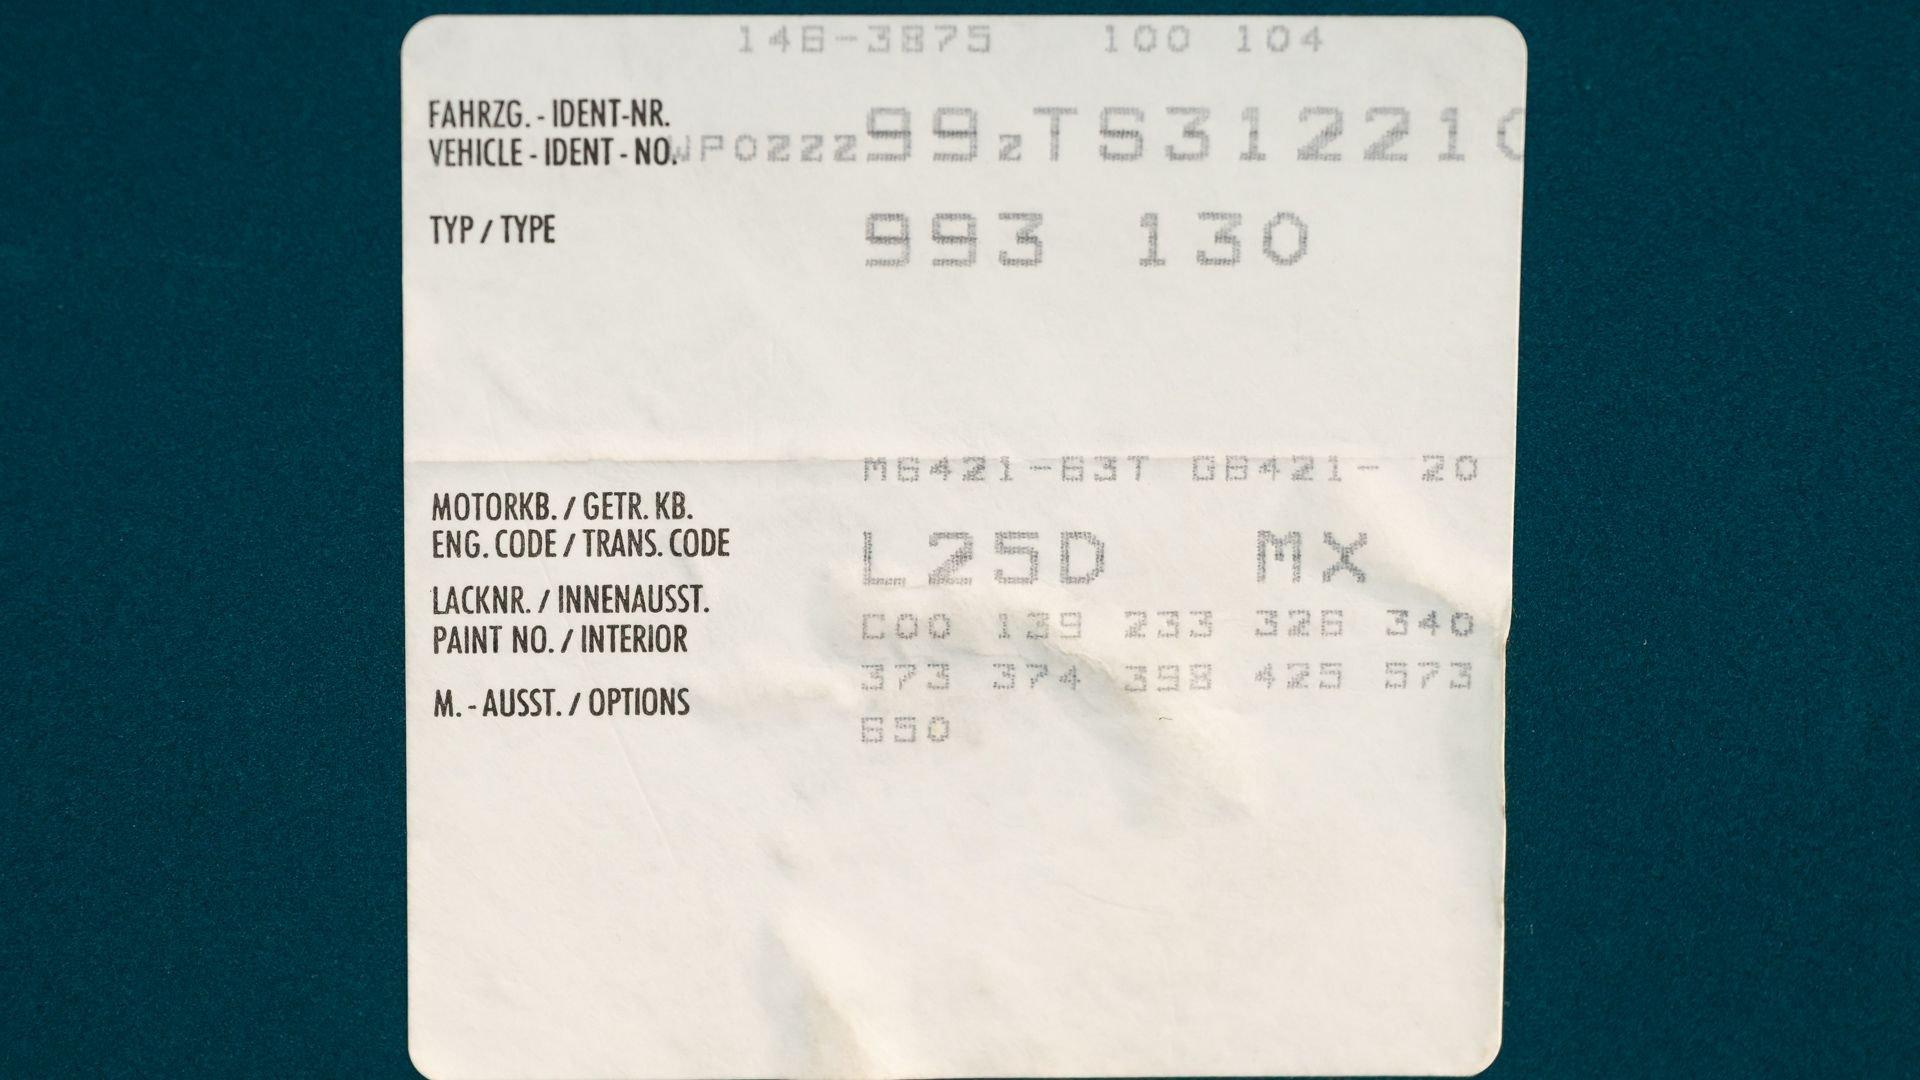 146-3875 100 104
FAHRZG. - IDENT-NR.
VEHICLE - IDENT - NO. WP0ZZZ99ZTS312210
TYP / TYPE 993 130
M6421-63T G6421- 20
MOTORKB. / GETR. KB.
ENG. CODE / TRANS. CODE L25D MX
LACKNR. / INNENAUSST.
PAINT NO. / INTERIOR C00 139 233 326 340
373 374 398 425 573
M. - AUSST. / OPTIONS
650